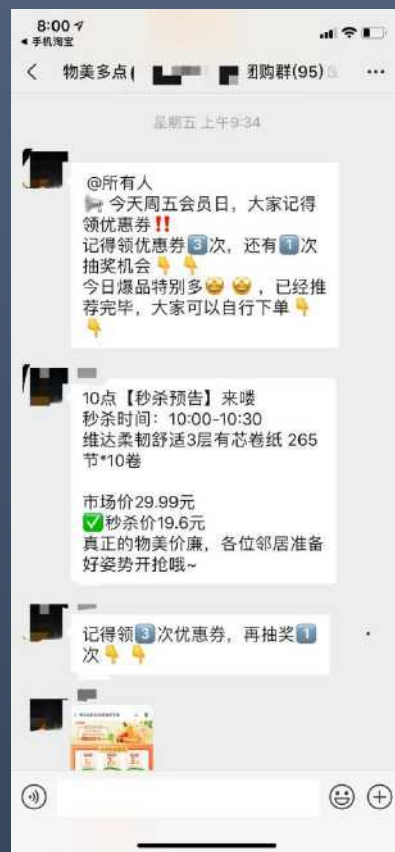 8:00
手机淘宝
物美多点(
团购群(95)
星期五 上午9:34
@所有人
今天周五会员日，大家记得
领优惠券‼️
记得领优惠券3️⃣次，还有1️⃣次
抽奖机会👇👇
今日爆品特别多🤩🤩，已经推
荐完毕，大家可以自行下单👇
👇
10点【秒杀预告】来喽
秒杀时间：10:00-10:30
维达柔韧舒适3层有芯卷纸 265
节*10卷
市场价29.99元
✅秒杀价19.6元
真正的物美价廉，各位邻居准备
好姿势开抢哦~
记得领3️⃣次优惠券，再抽奖1️⃣
次👇👇